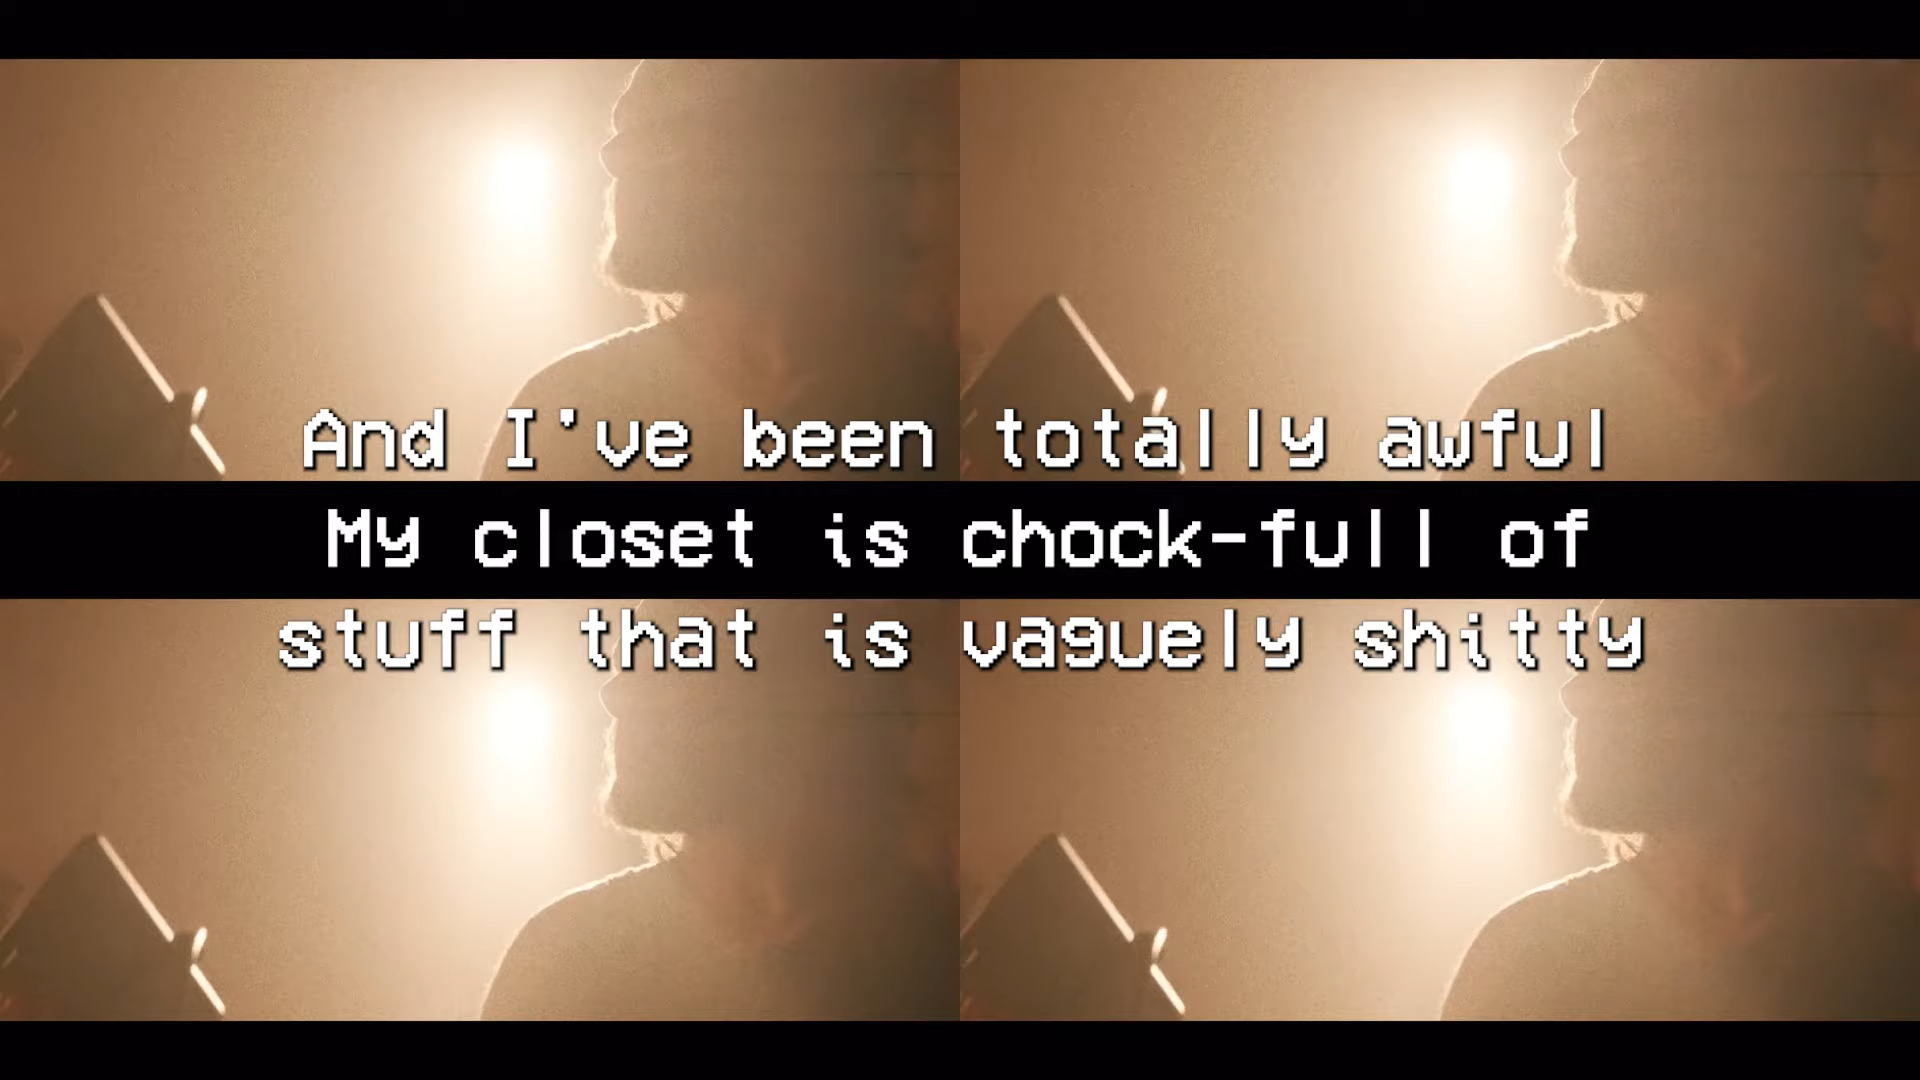 And I've been totally awful
My closet is chock-full of
stuff that is vaguely shitty